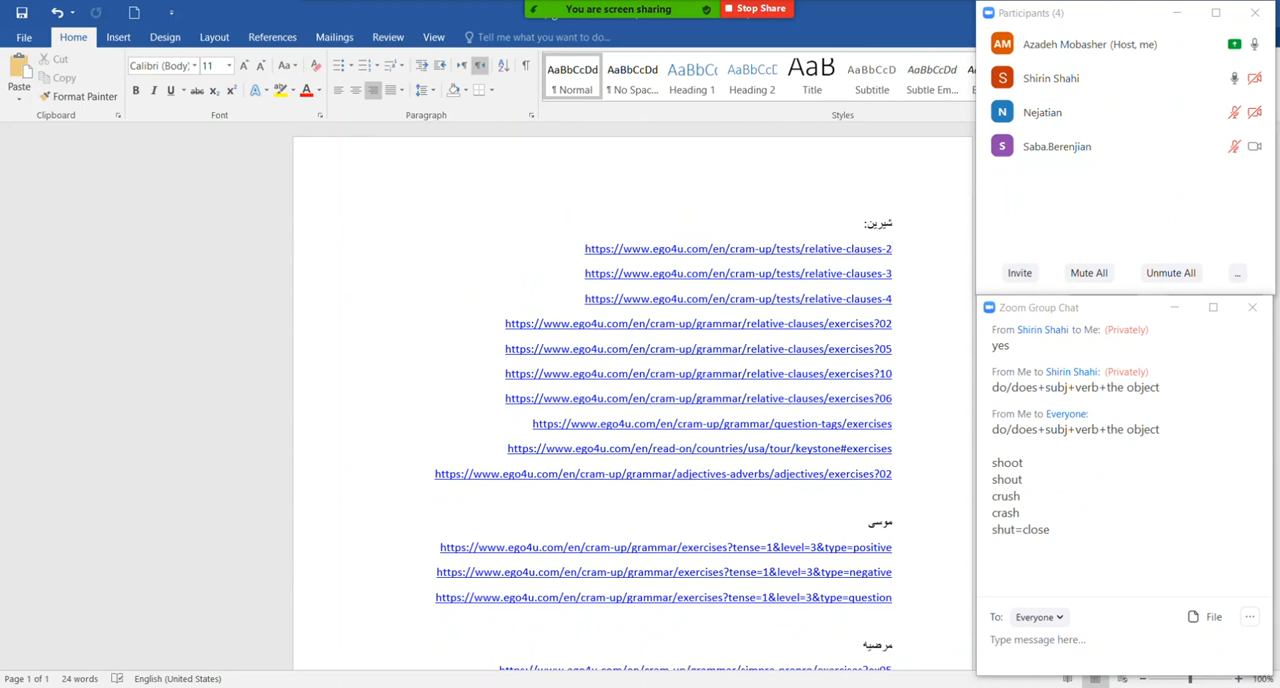 You are screen sharing
Stop Share
File
Home
Insert
Design
Layout
References
Mailings
Review
View
Tell me what you want to do...
Paste
Cut
Copy
Format Painter
Clipboard
Calibri (Body)
11
Font
Paragraph
AaBbCcDd
¶ Normal
AaBbCcDd
¶ No Spac...
AaBbCc
Heading 1
AaBbCcD
Heading 2
AaB
Title
AaBbCcD
Subtitle
AaBbCcDd
Subtle Em...
Styles
شیرین:
https://www.ego4u.com/en/cram-up/tests/relative-clauses-2
https://www.ego4u.com/en/cram-up/tests/relative-clauses-3
https://www.ego4u.com/en/cram-up/tests/relative-clauses-4
https://www.ego4u.com/en/cram-up/grammar/relative-clauses/exercises?02
https://www.ego4u.com/en/cram-up/grammar/relative-clauses/exercises?05
https://www.ego4u.com/en/cram-up/grammar/relative-clauses/exercises?10
https://www.ego4u.com/en/cram-up/grammar/relative-clauses/exercises?06
https://www.ego4u.com/en/cram-up/grammar/question-tags/exercises
https://www.ego4u.com/en/read-on/countries/usa/tour/keystone#exercises
https://www.ego4u.com/en/cram-up/grammar/adjectives-adverbs/adjectives/exercises?02
موسی
https://www.ego4u.com/en/cram-up/grammar/exercises?tense=1&level=3&type=positive
https://www.ego4u.com/en/cram-up/grammar/exercises?tense=1&level=3&type=negative
https://www.ego4u.com/en/cram-up/grammar/exercises?tense=1&level=3&type=question
مرضیه
Page 1 of 1
24 words
English (United States)
100%
Participants (4)
AM Azadeh Mobasher (Host, me)
S Shirin Shahi
N Nejatian
S Saba.Berenjian
Invite
Mute All
Unmute All
...
Zoom Group Chat
From Shirin Shahi to Me: (Privately)
yes
From Me to Shirin Shahi: (Privately)
do/does+subj+verb+the object
From Me to Everyone:
do/does+subj+verb+the object
shoot
shout
crush
crash
shut=close
To: Everyone
File
Type message here...